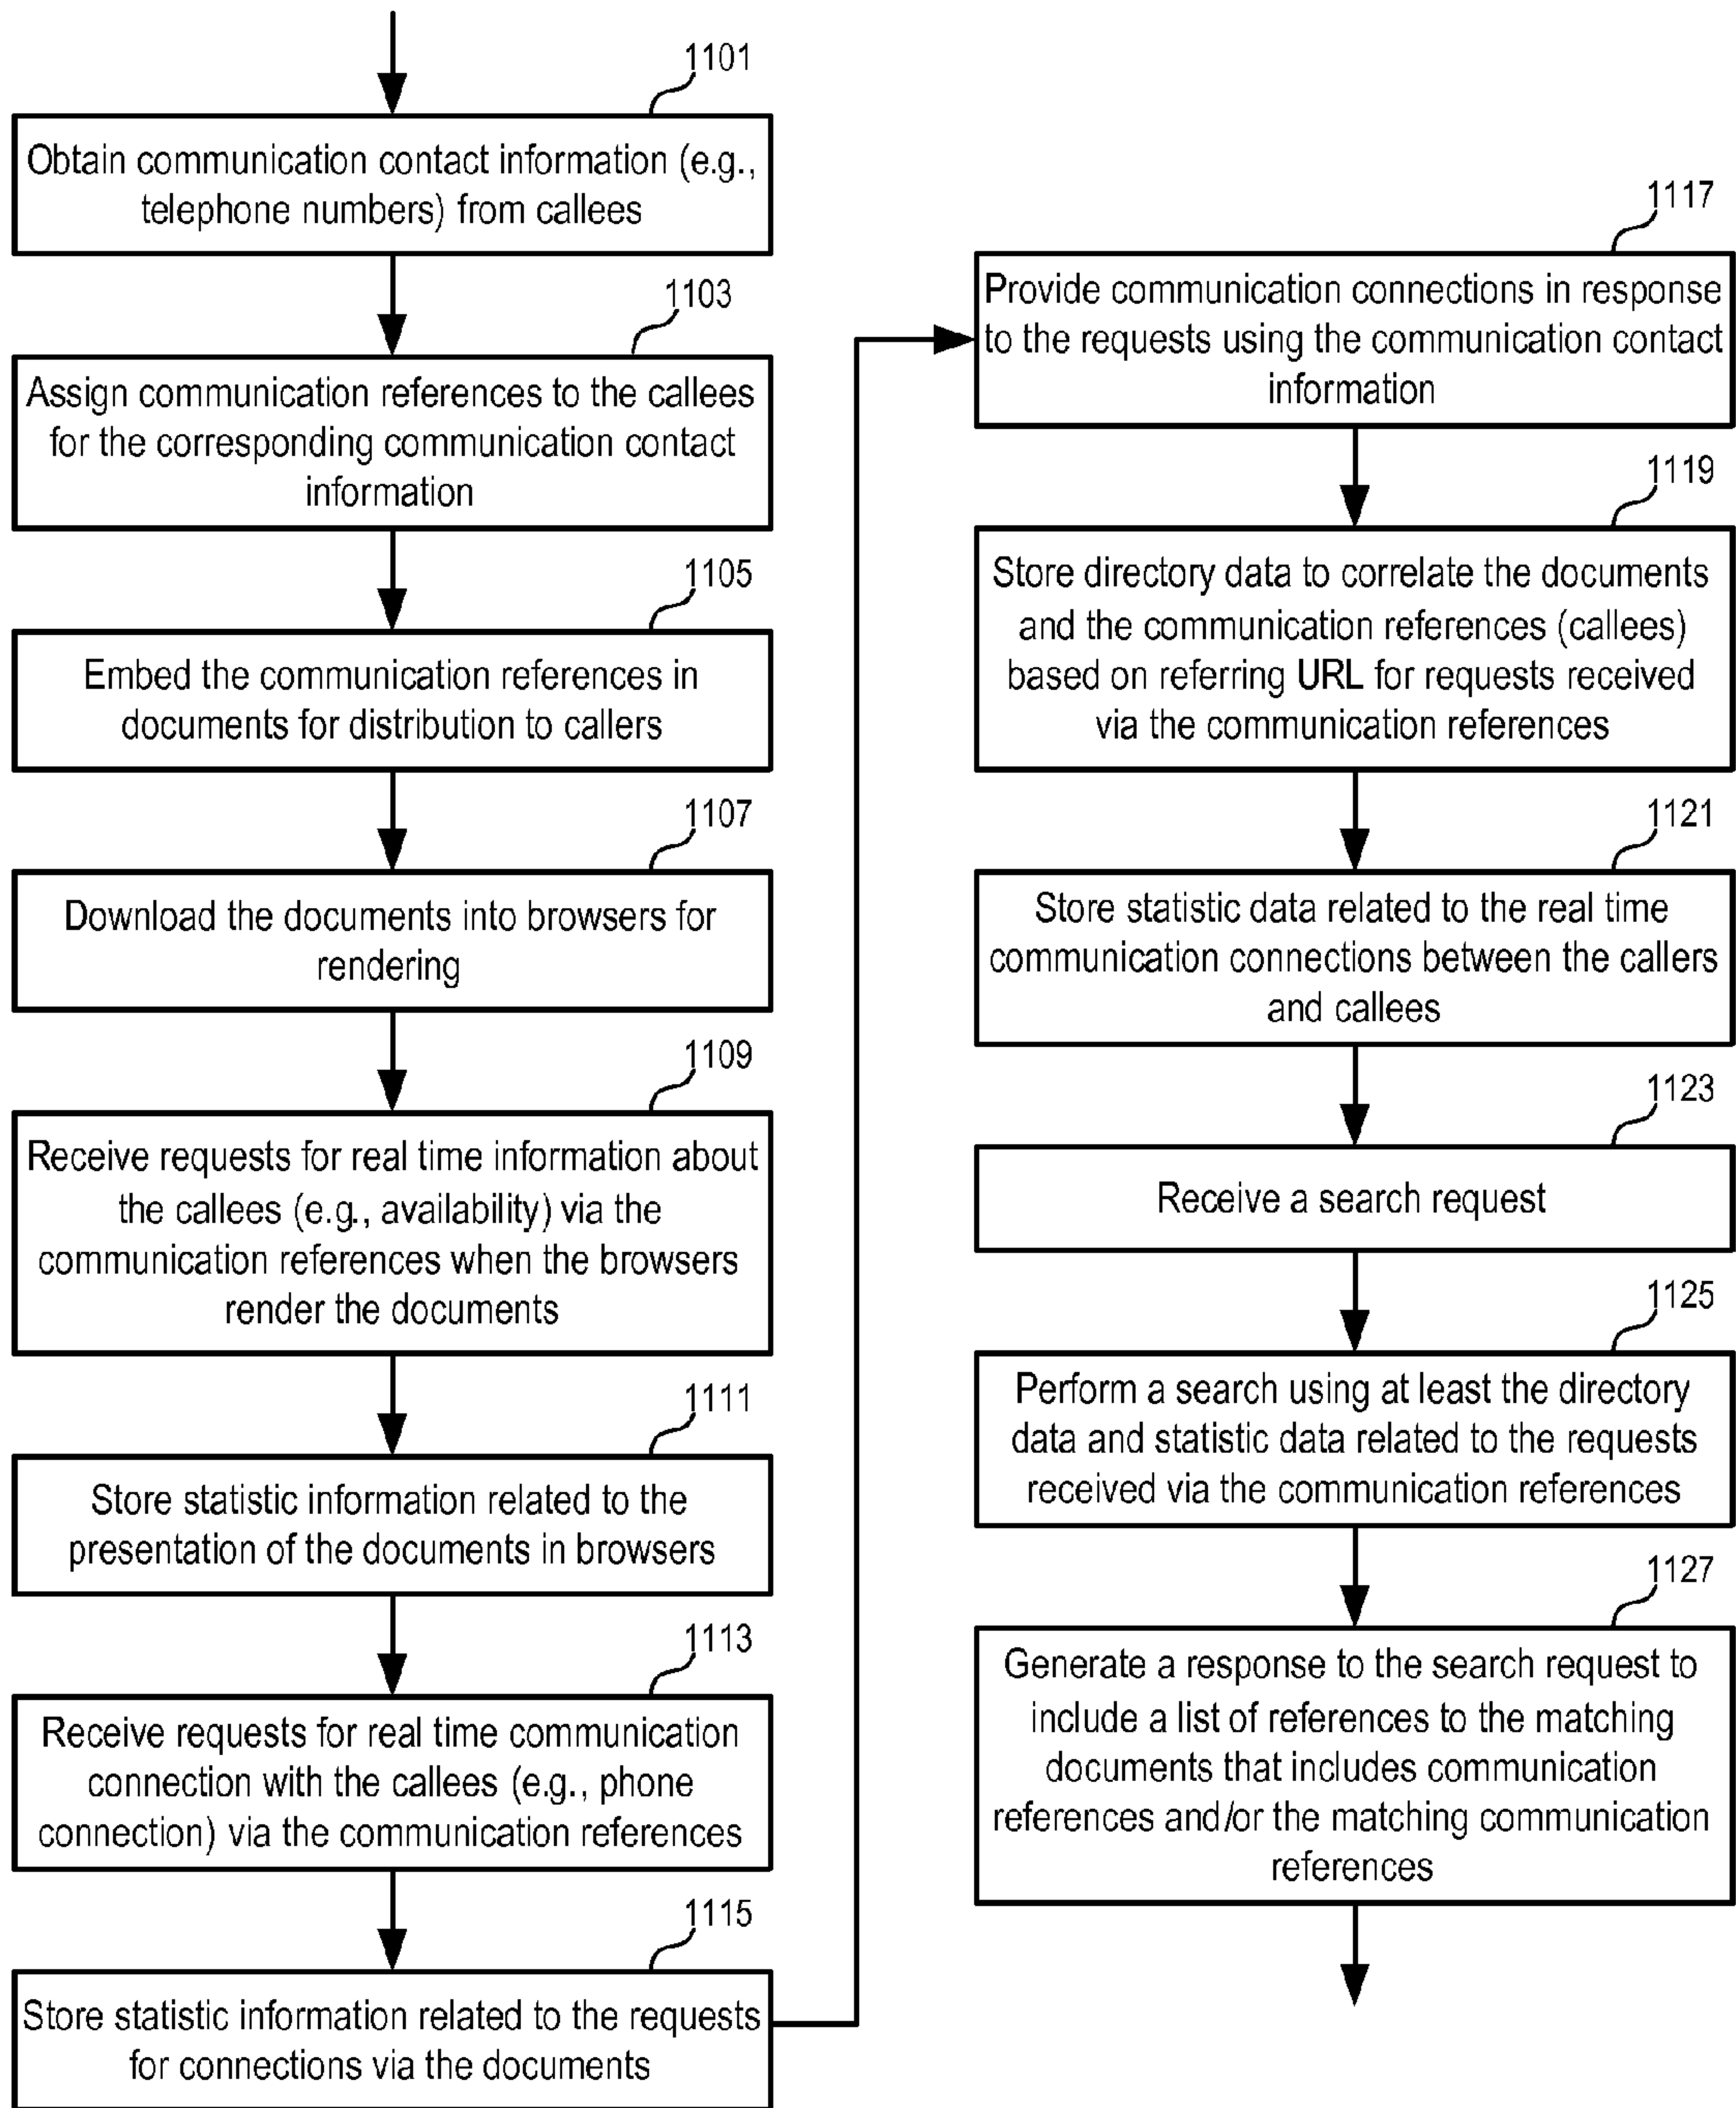 1101
Obtain communication contact information (e.g.,
telephone numbers) from callees
1103
Assign communication references to the callees
for the corresponding communication contact
information
1105
Embed the communication references in
documents for distribution to callers
1107
Download the documents into browsers for
rendering
1109
Receive requests for real time information about
the callees (e.g., availability) via the
communication references when the browsers
render the documents
1111
Store statistic information related to the
presentation of the documents in browsers
1113
Receive requests for real time communication
connection with the callees (e.g., phone
connection) via the communication references
1115
Store statistic information related to the requests
for connections via the documents
1117
Provide communication connections in response
to the requests using the communication contact
information
1119
Store directory data to correlate the documents
and the communication references (callees)
based on referring URL for requests received
via the communication references
1121
Store statistic data related to the real time
communication connections between the callers
and callees
1123
Receive a search request
1125
Perform a search using at least the directory
data and statistic data related to the requests
received via the communication references
1127
Generate a response to the search request to
include a list of references to the matching
documents that includes communication
references and/or the matching communication
references